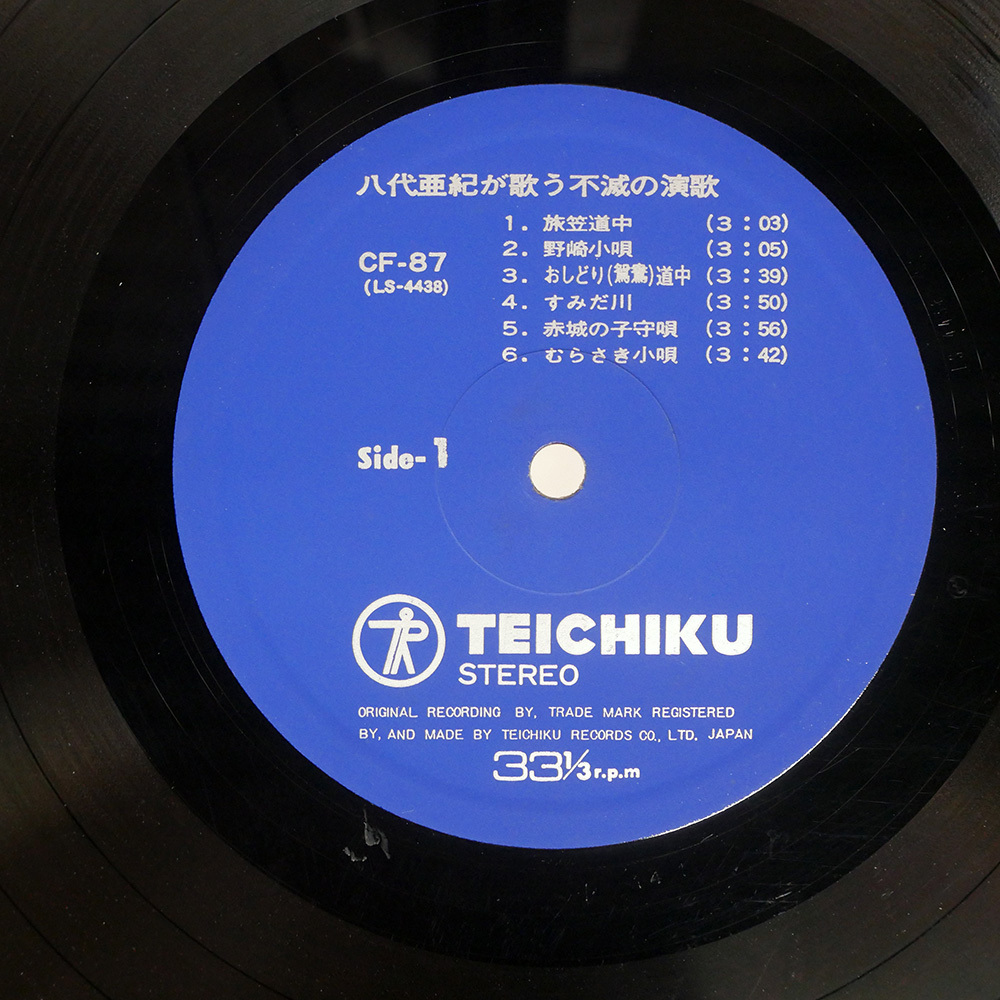 八代亜紀が歌う不滅の演歌
1. 旅笠道中 (3:03)
CF-87
2. 野崎小唄 (3:05)
(LS-4438)
3. おしどり(鴛鴦)道中 (3:39)
4. すみだ川 (3:50)
5. 赤城の子守唄 (3:56)
6. むらさき小唄 (3:42)
Side-1
TEICHIKU
STEREO
ORIGINAL RECORDING BY, TRADE MARK REGISTERED
BY, AND MADE BY TEICHIKU RECORDS CO., LTD. JAPAN
33 1/3 r.p.m